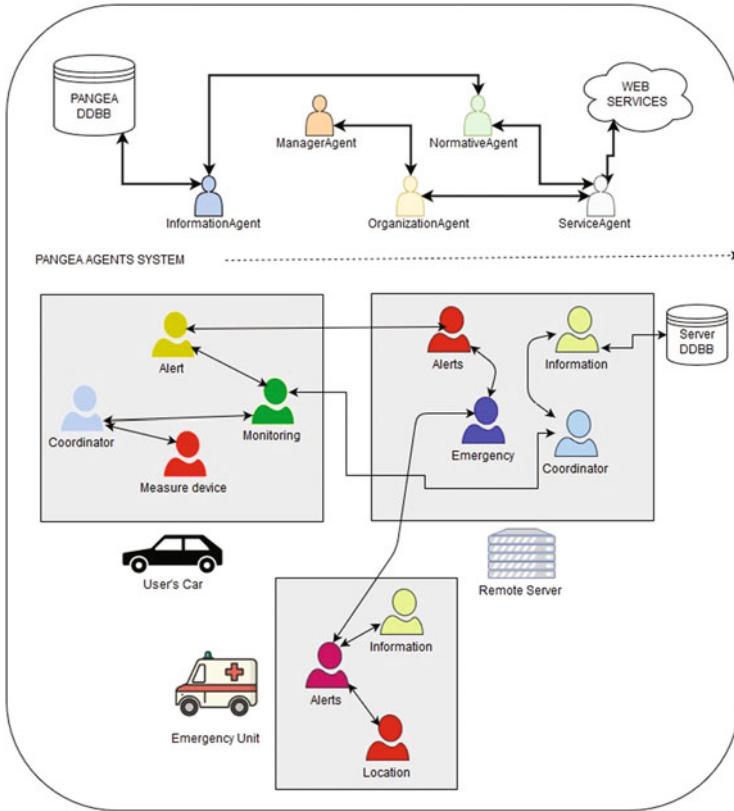 PANGEA
DDBB
WEB
SERVICES
ManagerAgent
NormativeAgent
InformationAgent
OrganizationAgent
ServiceAgent
PANGEA AGENTS SYSTEM
Alert
Alerts
Information
Server
DDBB
Coordinator
Monitoring
Emergency
Coordinator
Measure device
User's Car
Remote Server
Information
Alerts
Emergency Unit
Location